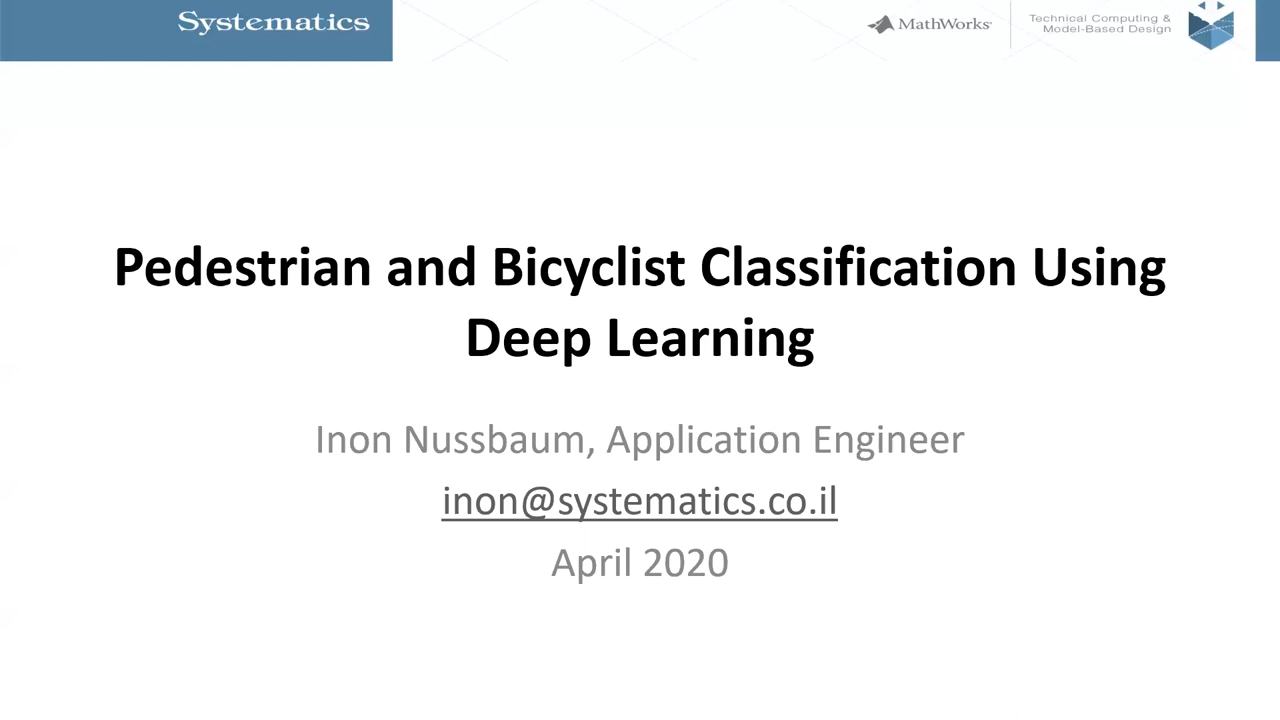 Systematics
MathWorks
Technical Computing &
Model-Based Design
Pedestrian and Bicyclist Classification Using
Deep Learning
Inon Nussbaum, Application Engineer
inon@systematics.co.il
April 2020